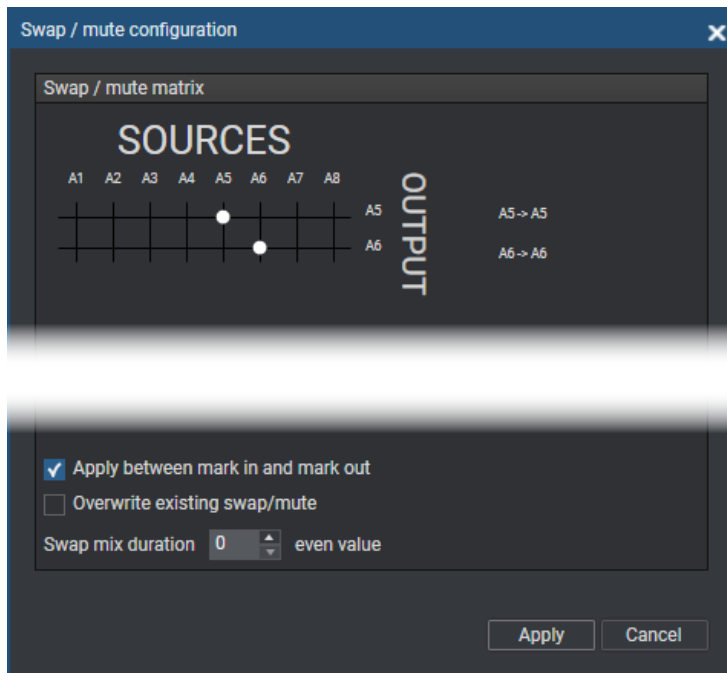 Swap / mute configuration
Swap / mute matrix
SOURCES
A1 A2 A3 A4 A5 A6 A7 A8
OUTPUT
A5 A5->A5
A6 A6->A6
Apply between mark in and mark out
Overwrite existing swap/mute
Swap mix duration 0 even value
Apply Cancel